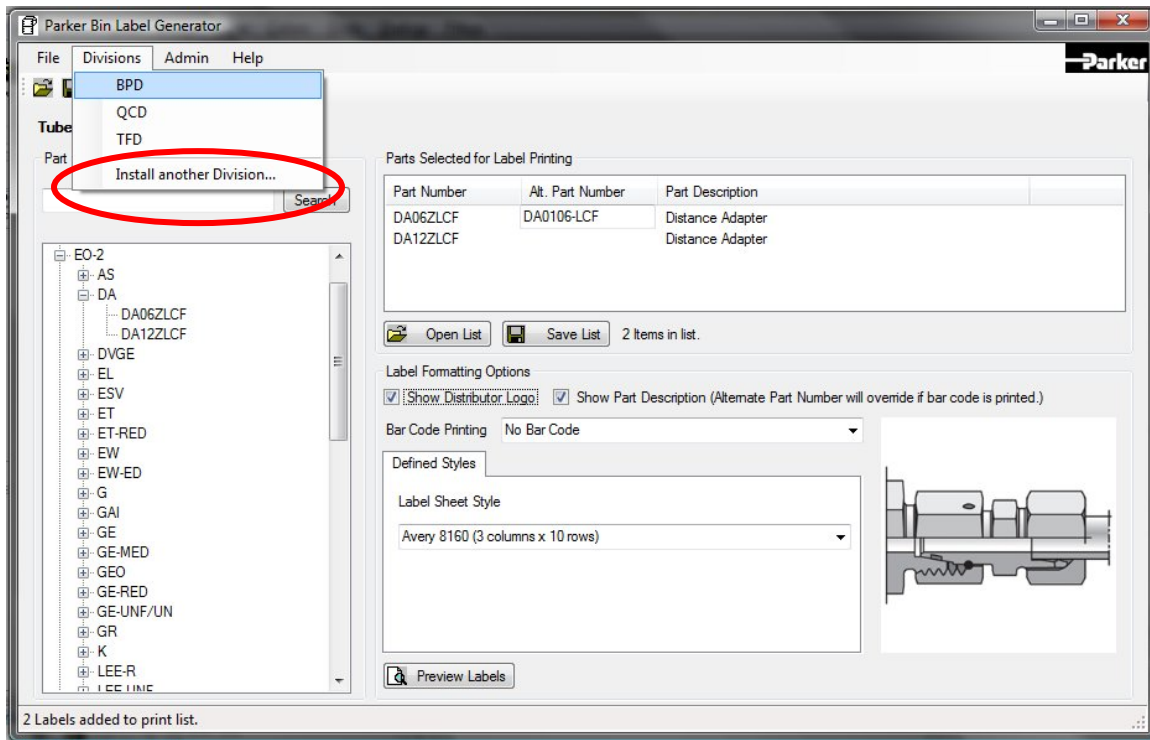 Parker Bin Label Generator
File Divisions Admin Help
Parker
BPD
QCD
TFD
Install another Division...
Tube
Part
Search
EO-2
AS
DA
DA06ZLCF
DA12ZLCF
DVGE
EL
ESV
ET
ET-RED
EW
EW-ED
G
GAI
GE
GE-MED
GEO
GE-RED
GE-UNF/UN
GR
K
LEE-R
LEE-UNF
Parts Selected for Label Printing
Part Number Alt. Part Number Part Description
DA06ZLCF DA0106-LCF Distance Adapter
DA12ZLCF Distance Adapter
Open List Save List 2 Items in list.
Label Formatting Options
Show Distributor Logo Show Part Description (Alternate Part Number will override if bar code is printed.)
Bar Code Printing No Bar Code
Defined Styles
Label Sheet Style
Avery 8160 (3 columns x 10 rows)
Preview Labels
2 Labels added to print list.